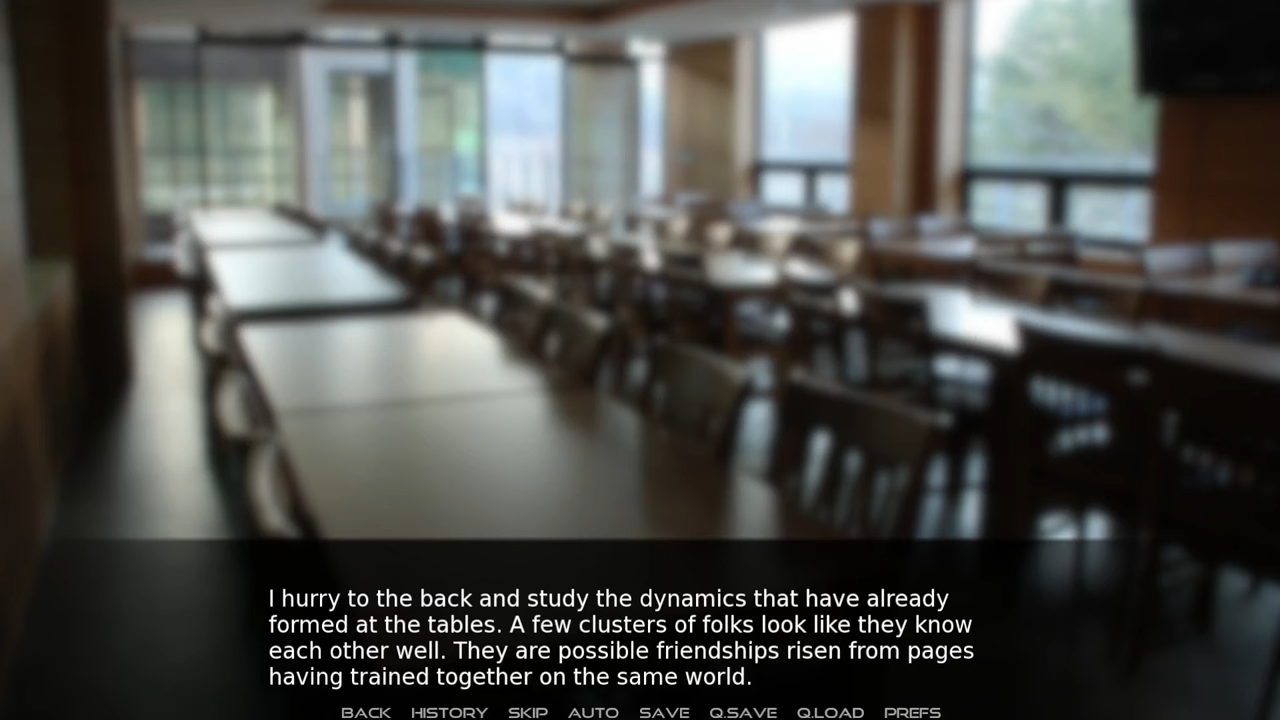 I hurry to the back and study the dynamics that have already
formed at the tables. A few clusters of folks look like they know
each other well. They are possible friendships risen from pages
having trained together on the same world.
BACK HISTORY SKIP AUTO SAVE Q.SAVE Q.LOAD PREFS